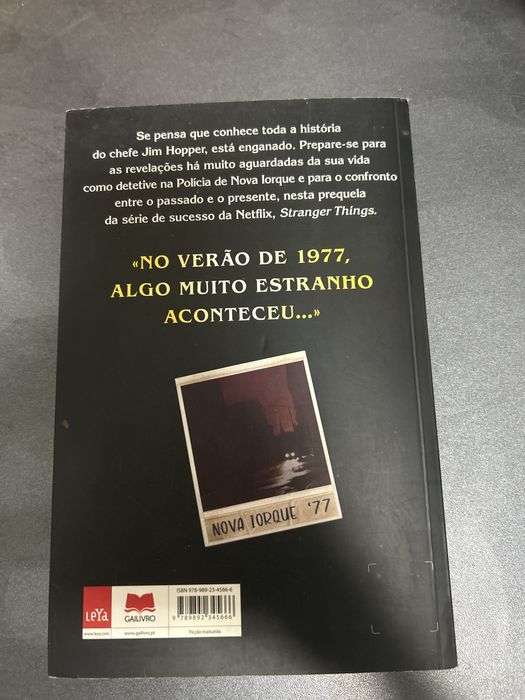 Se pensa que conhece toda a história
do chefe Jim Hopper, está enganado. Prepare-se para
as revelações há muito aguardadas da sua vida
como detetive na Polícia de Nova Iorque e para o confronto
entre o passado e o presente, nesta prequela
da série de sucesso da Netflix, Stranger Things.
«NO VERÃO DE 1977,
ALGO MUITO ESTRANHO
ACONTECEU...»
NOVA IORQUE '77
LEYA
www.leya.com
GAILIVRO
www.gailivro.pt
ISBN 978-989-23-4566-6
9 789892 345666
Ficção traduzida